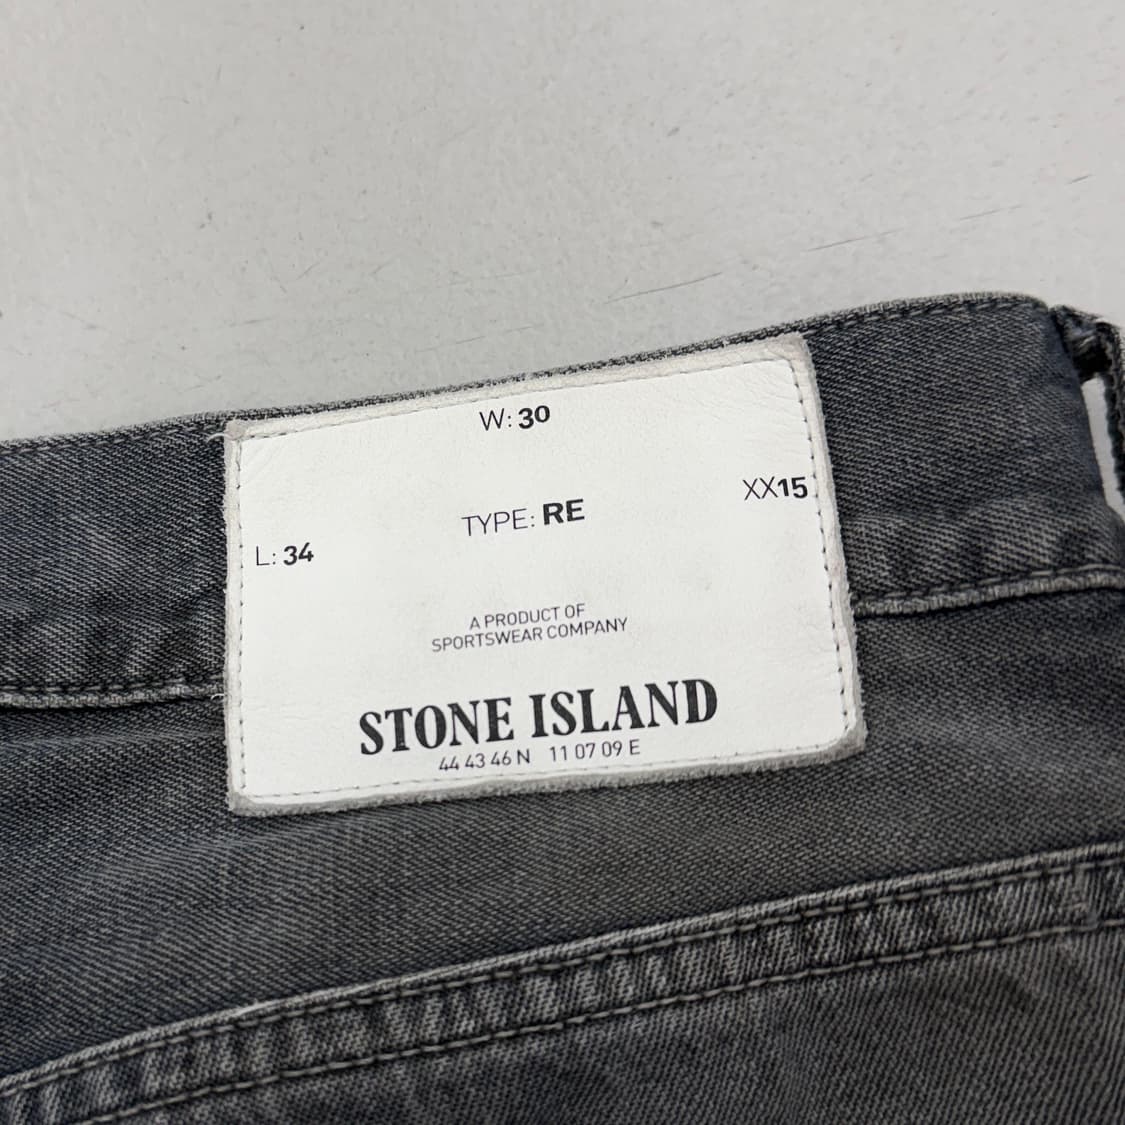 W: 30
XX15
TYPE: RE
L: 34
A PRODUCT OF
SPORTSWEAR COMPANY
STONE ISLAND
44 43 46 N 11 07 09 E